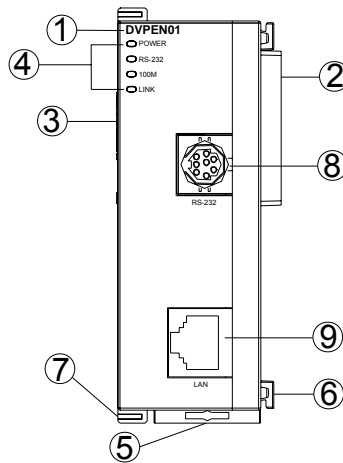 ① DVPEN01
POWER
④ RS-232
② 
100M
LINK
③
⑧
RS-232
⑨
LAN
⑦
⑥
⑤